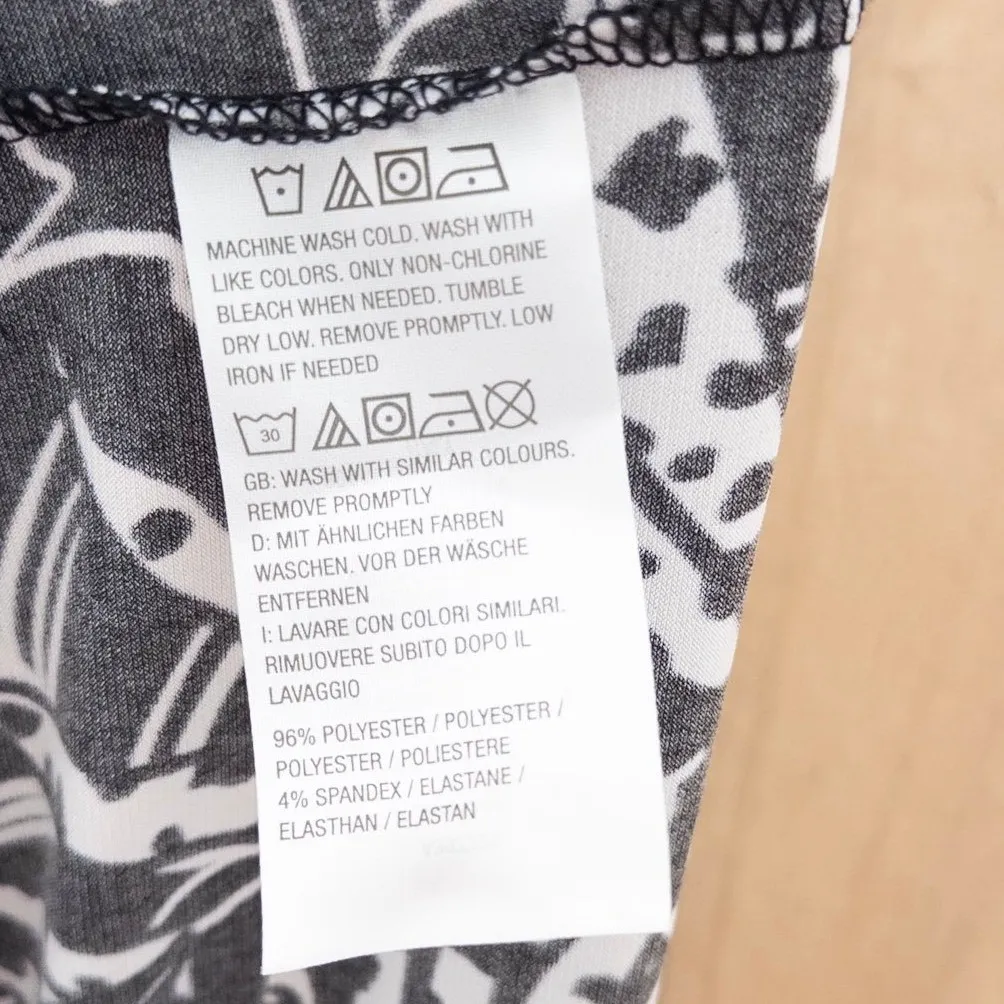 MACHINE WASH COLD. WASH WITH
LIKE COLORS. ONLY NON-CHLORINE
BLEACH WHEN NEEDED. TUMBLE
DRY LOW. REMOVE PROMPTLY. LOW
IRON IF NEEDED
30
GB: WASH WITH SIMILAR COLOURS.
REMOVE PROMPTLY
D: MIT ÄHNLICHEN FARBEN
WASCHEN. VOR DER WÄSCHE
ENTFERNEN
I: LAVARE CON COLORI SIMILARI.
RIMUOVERE SUBITO DOPO IL
LAVAGGIO
96% POLYESTER / POLYESTER /
POLYESTER / POLIESTERE
4% SPANDEX / ELASTANE /
ELASTHAN / ELASTAN